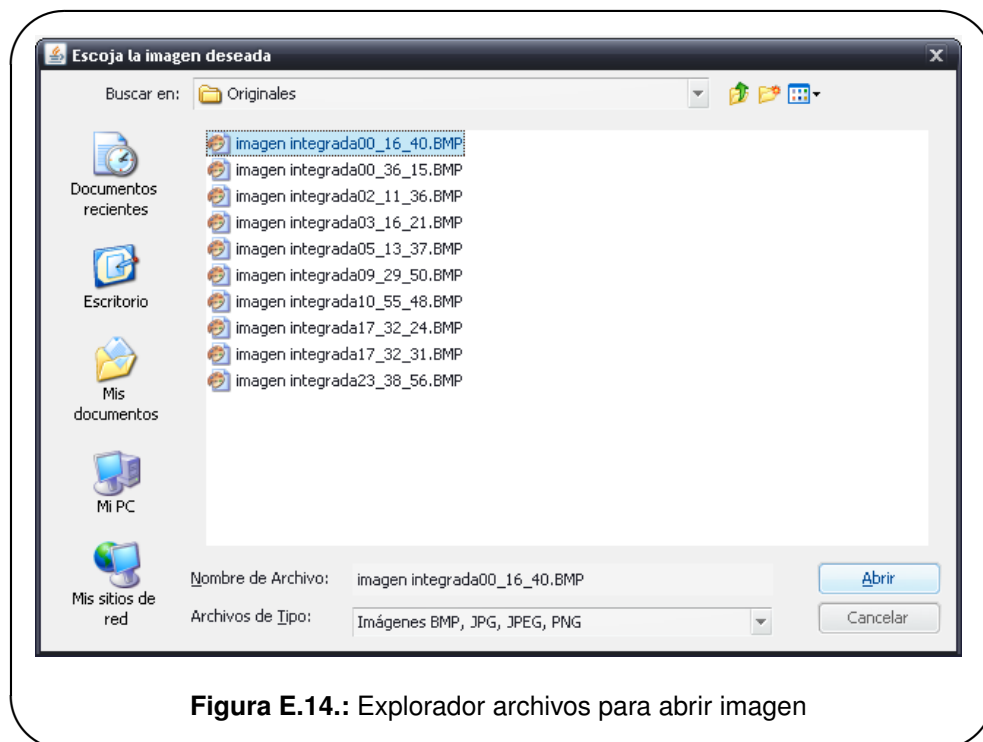 Escoja la imagen deseada
Buscar en: Originales
Documentos
recientes
Escritorio
Mis
documentos
Mi PC
Mis sitios de
red
imagen integrada00_16_40.BMP
imagen integrada00_36_15.BMP
imagen integrada02_11_36.BMP
imagen integrada03_16_21.BMP
imagen integrada05_13_37.BMP
imagen integrada09_29_50.BMP
imagen integrada10_55_48.BMP
imagen integrada17_32_24.BMP
imagen integrada17_32_31.BMP
imagen integrada23_38_56.BMP
Nombre de Archivo: imagen integrada00_16_40.BMP
Abrir
Archivos de Tipo: Imágenes BMP, JPG, JPEG, PNG
Cancelar
Figura E.14.: Explorador archivos para abrir imagen